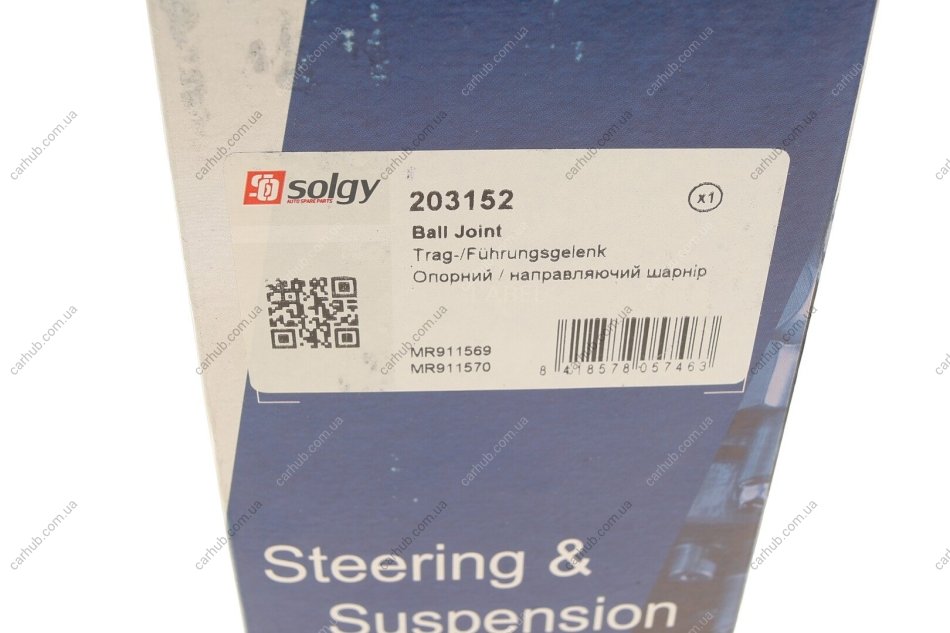 solgy
AUTO SPARE PARTS
203152
x1
Ball Joint
Trag-/Führungsgelenk
Опорний / направляючий шарнір
MR911569
MR911570
8 418578 057463
Steering &
Suspension
carhub.com.ua